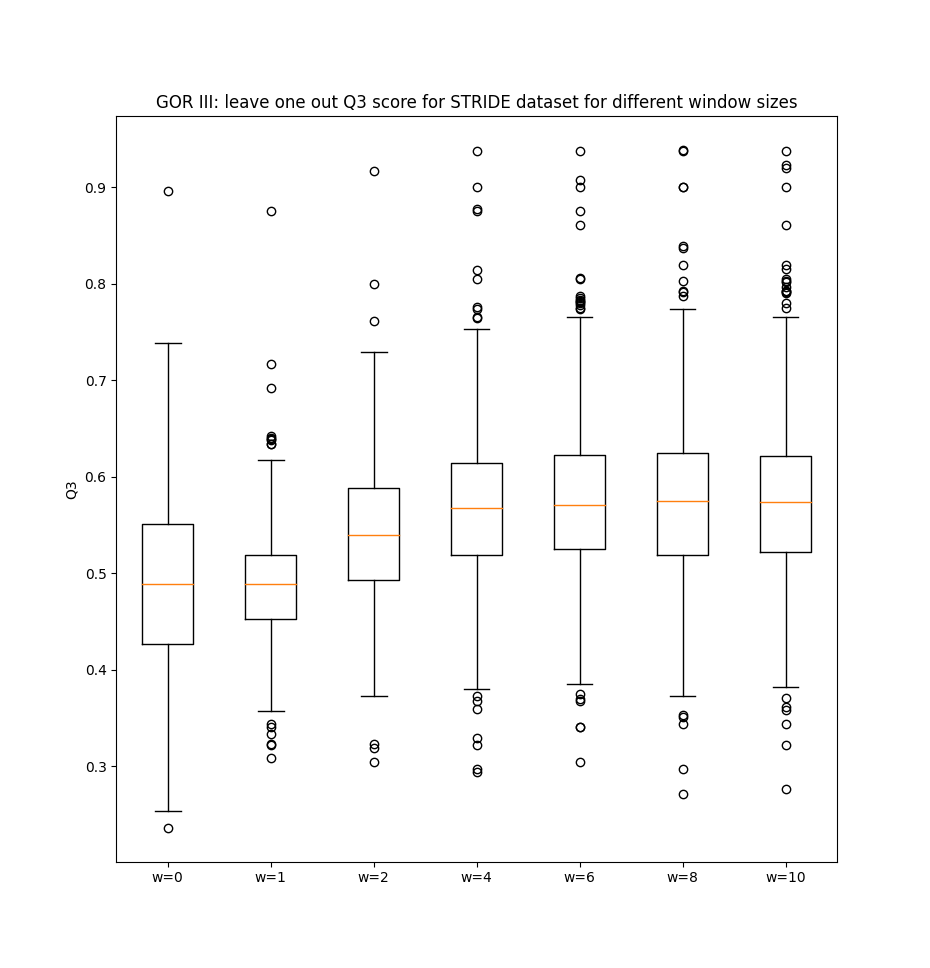 GOR III: leave one out Q3 score for STRIDE dataset for different window sizes
0.9
0.8
0.7
0.6
Q3
0.5
0.4
0.3
w=0 w=1 w=2 w=4 w=6 w=8 w=10